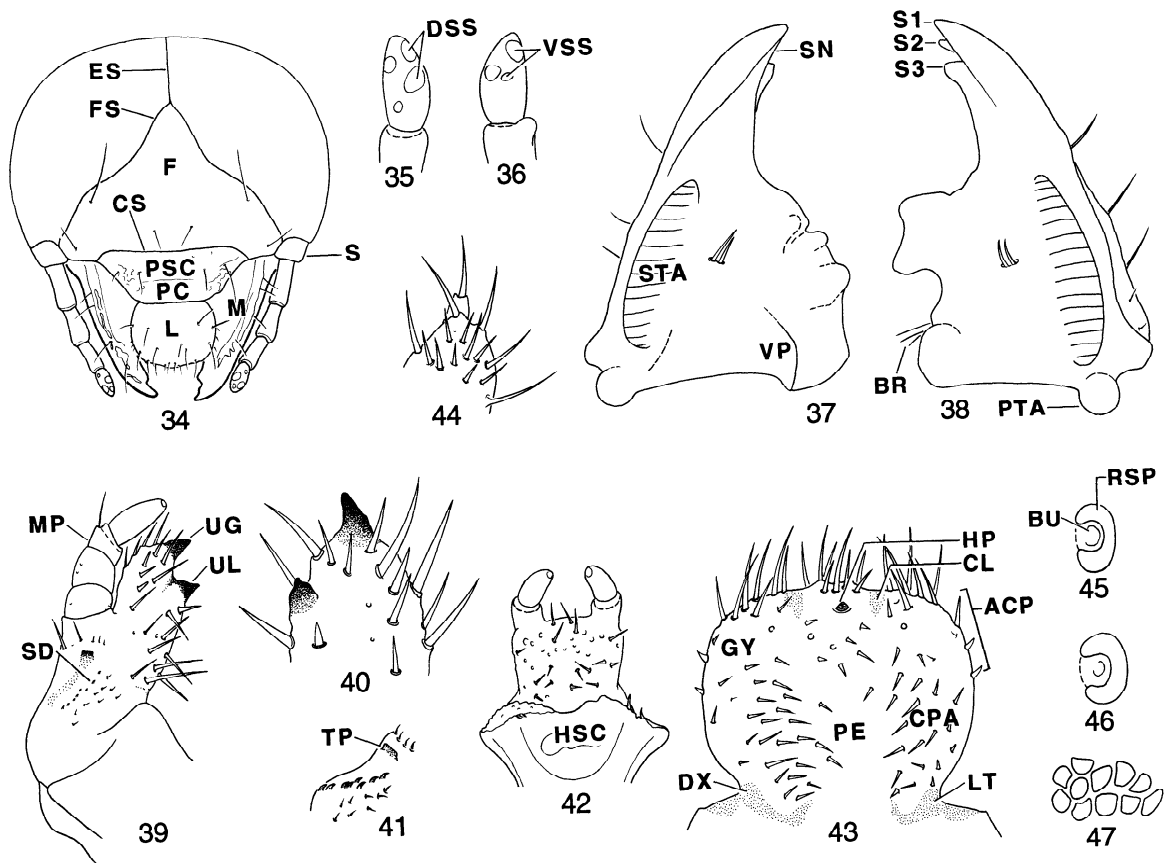 ES
FS
F
CS
PSC
PC
L
M
S
34
DSS
35
VSS
36
44
SN
STA
VP
37
S1
S2
S3
BR
PTA
38
MP
UG
UL
SD
39
40
TP
41
HSC
42
HP
CL
ACP
GY
PE
CPA
DX
LT
43
RSP
BU
45
46
47